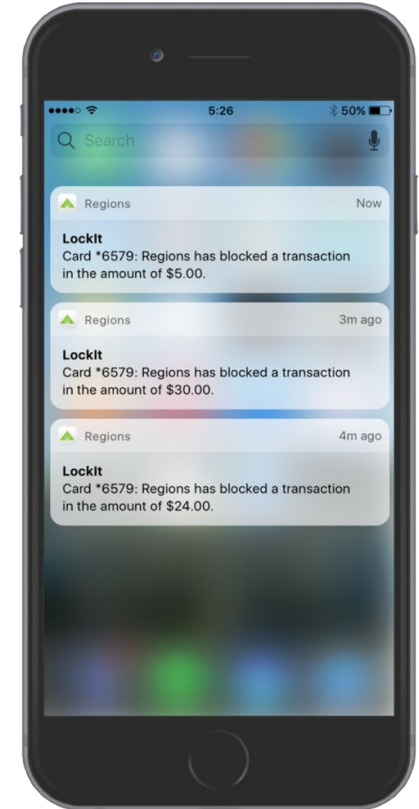 5:26
50%
Search
Regions
Now
LockIt
Card *6579: Regions has blocked a transaction
in the amount of $5.00.
Regions
3m ago
LockIt
Card *6579: Regions has blocked a transaction
in the amount of $30.00.
Regions
4m ago
LockIt
Card *6579: Regions has blocked a transaction
in the amount of $24.00.